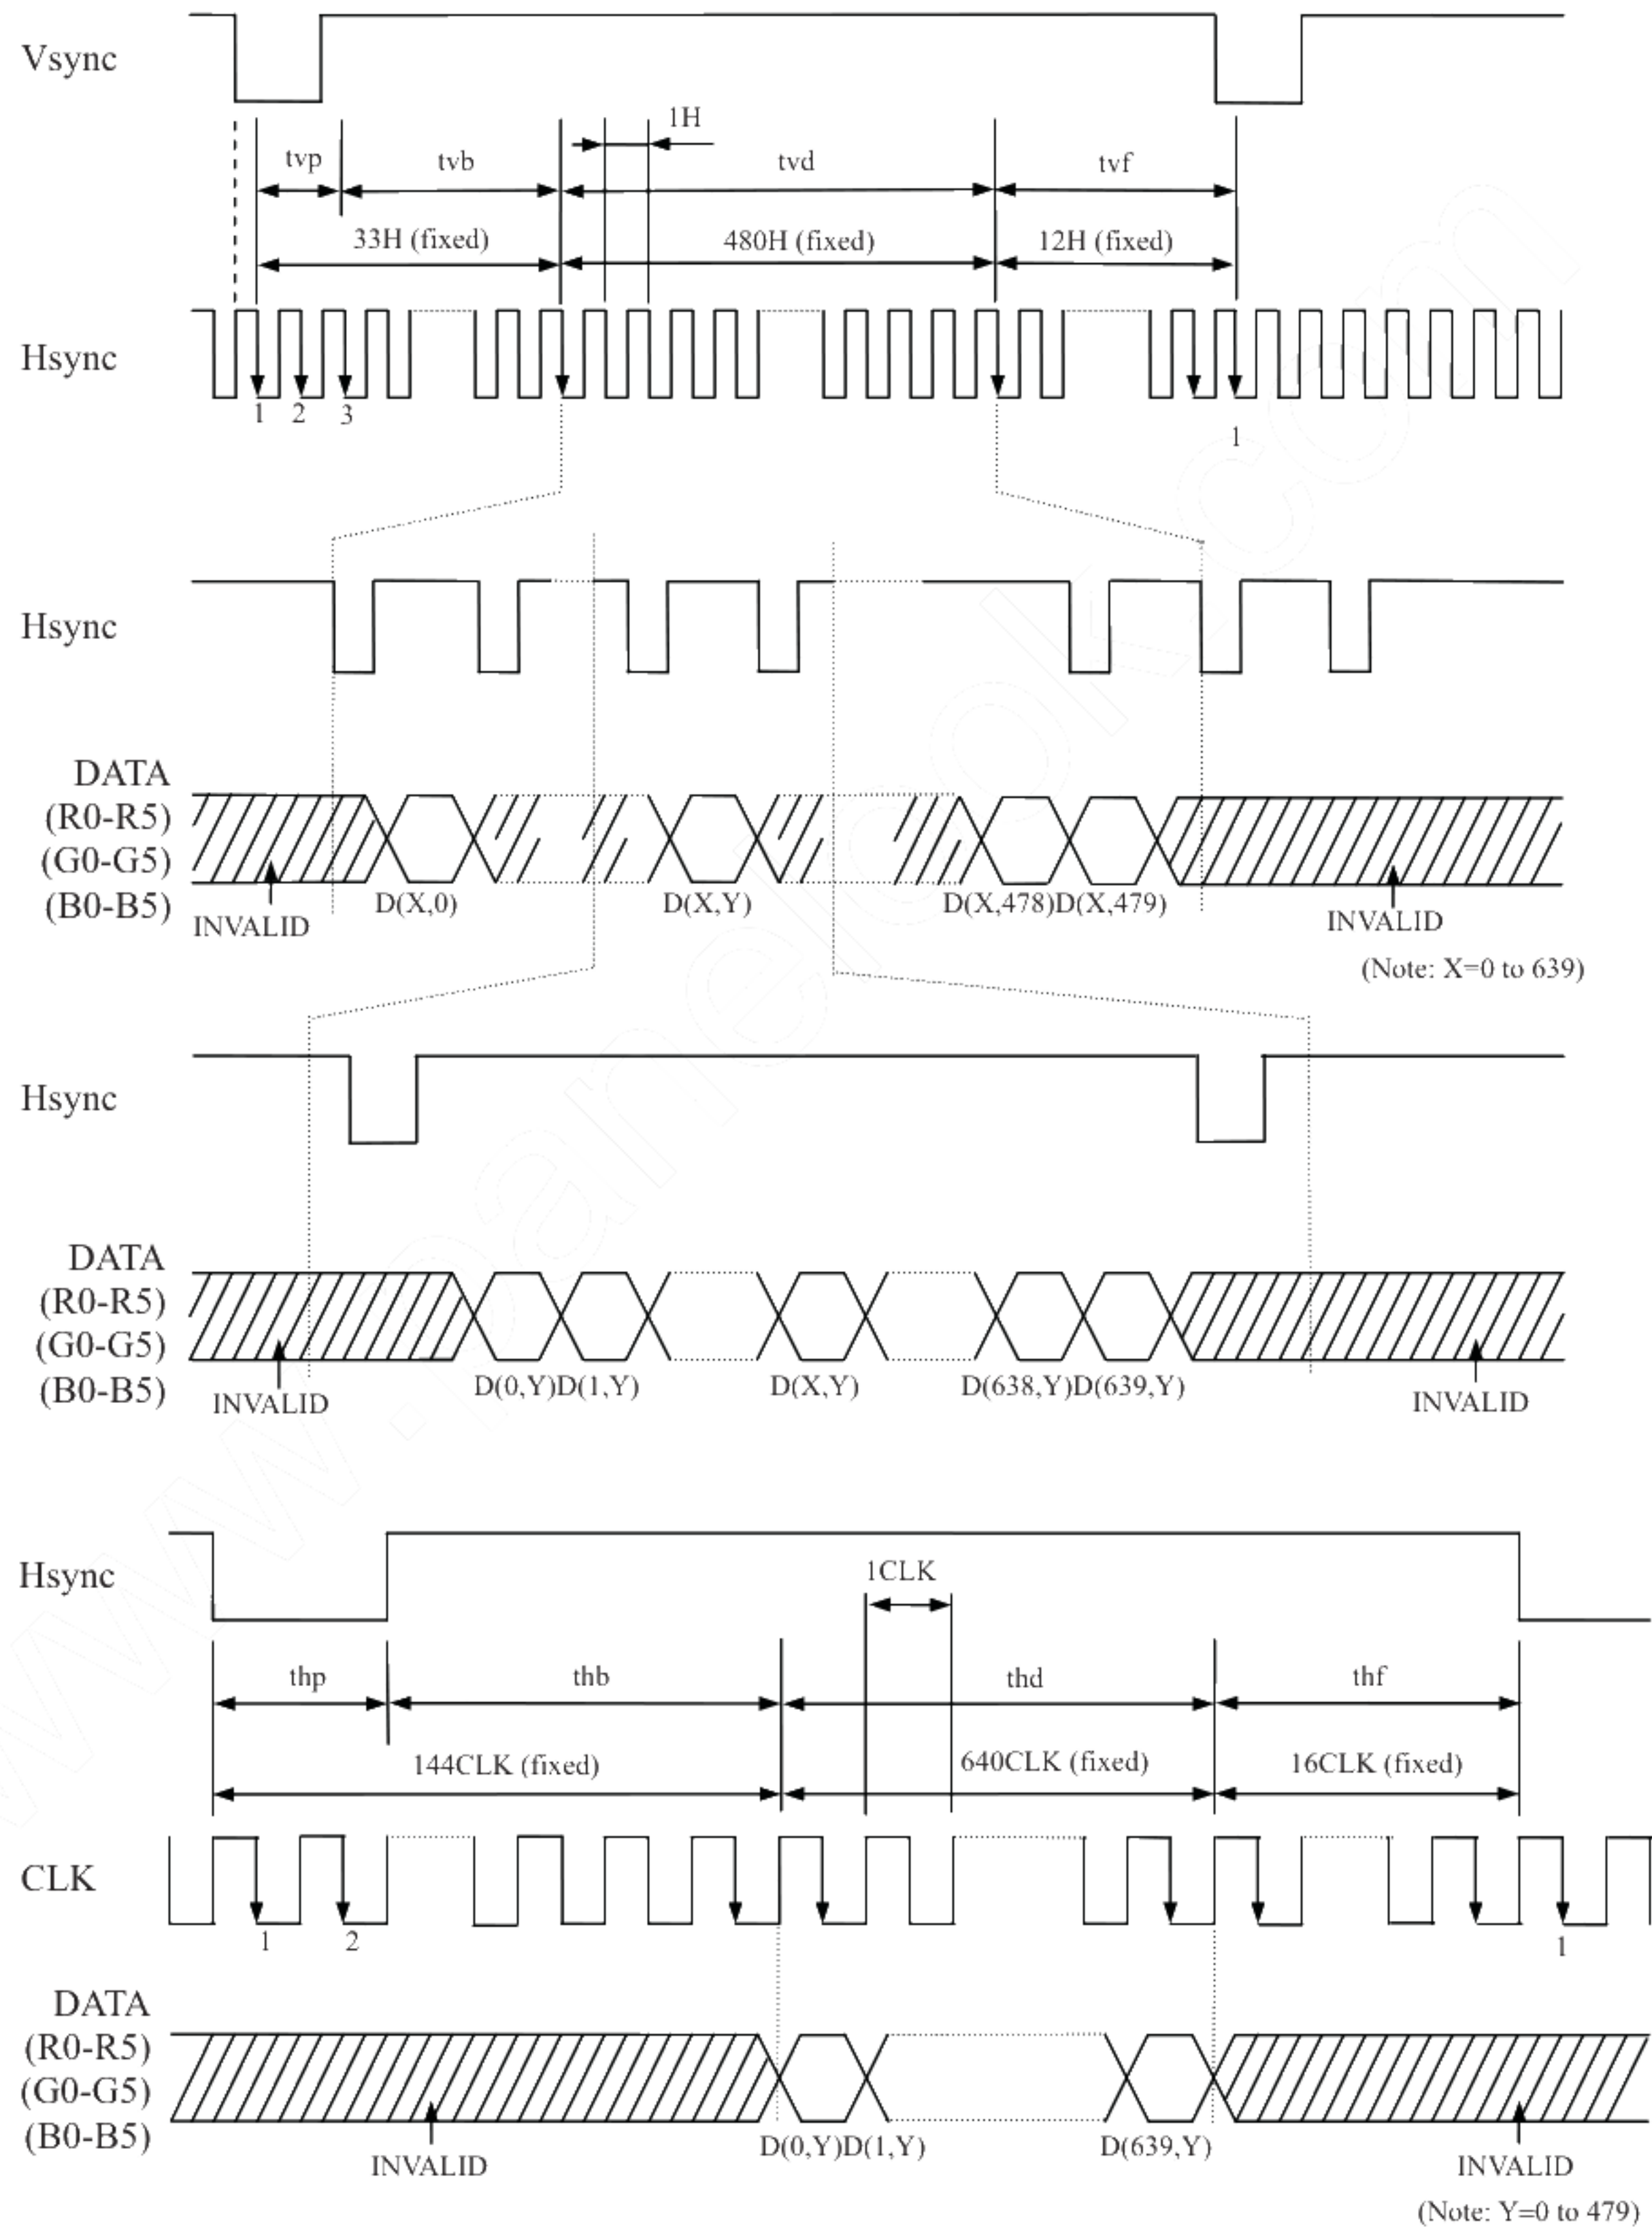 Vsync
1H
tvp
tvb
tvd
tvf
33H (fixed)
480H (fixed)
12H (fixed)
Hsync
1
2
3
1
Hsync
DATA
(R0-R5)
(G0-G5)
(B0-B5)
INVALID
D(X,0)
D(X,Y)
D(X,478)D(X,479)
INVALID
(Note: X=0 to 639)
Hsync
DATA
(R0-R5)
(G0-G5)
(B0-B5)
INVALID
D(0,Y)D(1,Y)
D(X,Y)
D(638,Y)D(639,Y)
INVALID
Hsync
1CLK
thp
thb
thd
thf
144CLK (fixed)
640CLK (fixed)
16CLK (fixed)
CLK
1
2
1
DATA
(R0-R5)
(G0-G5)
(B0-B5)
INVALID
D(0,Y)D(1,Y)
D(639,Y)
INVALID
(Note: Y=0 to 479)
www.panelook.com